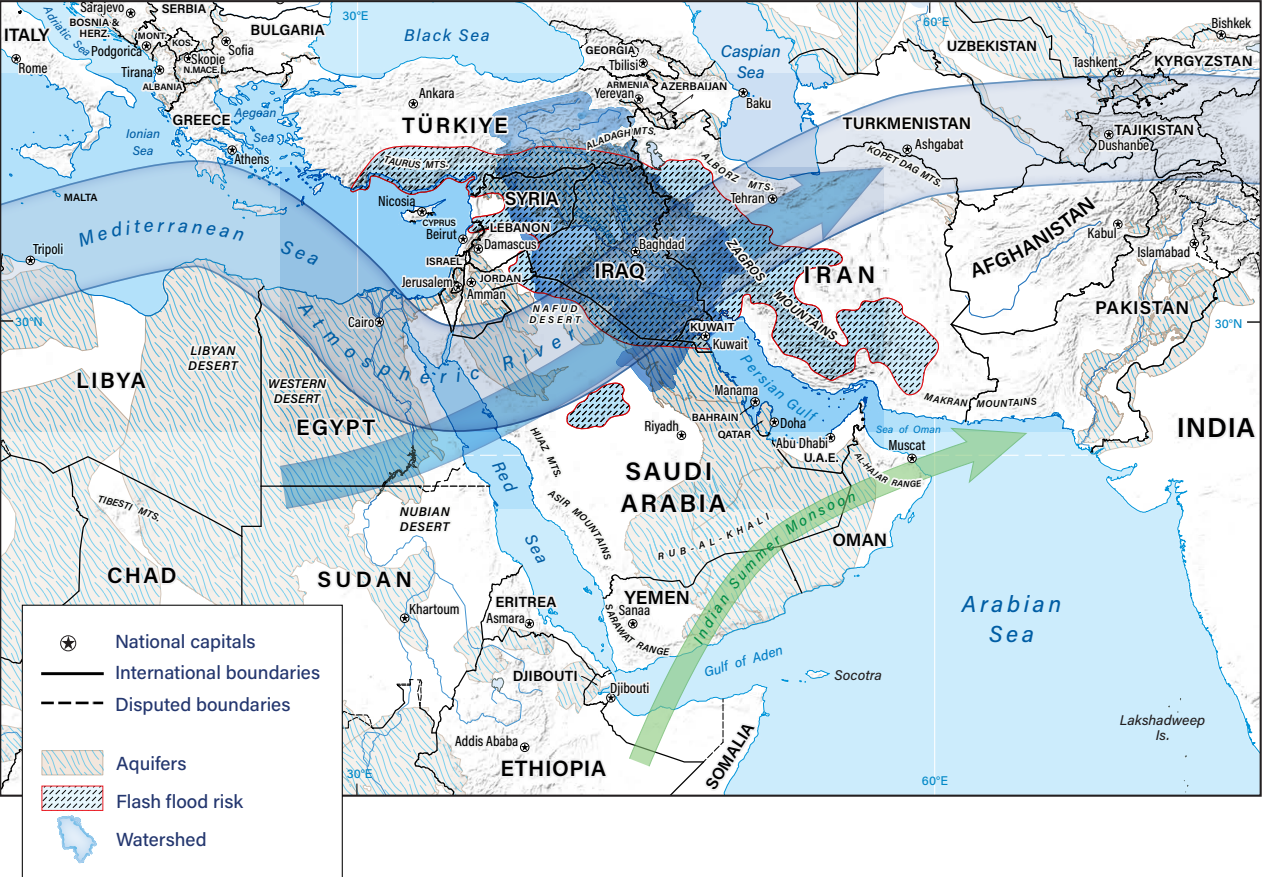 Sarajevo
SERBIA
30°E
60°E
Bishkek
BOSNIA &
HERZ.
ITALY
Adriatic Sea
MONT.
KOS.
BULGARIA
Black Sea
GEORGIA
Caspian
Sea
UZBEKISTAN
Tashkent
KYRGYZSTAN
Podgorica
Sofia
Rome
Skopje
Tirana
N.MACE.
Tbilisi
ALBANIA
ARMENIA
AZERBAIJAN
Yerevan
Baku
Ankara
GREECE
Aegean
Sea
TÜRKIYE
TURKMENISTAN
TAJIKISTAN
Dushanbe
Ionian
Sea
ALADAGH MTS.
Ashgabat
Athens
TAURUS MTS.
ALBORZ MTS.
KOPET DAG MTS.
Tehran
MALTA
Nicosia
SYRIA
AFGHANISTAN
Kabul
Mediterranean Sea
CYPRUS
LEBANON
Beirut
Damascus
Baghdad
Tripoli
ISRAEL
IRAQ
ZAGROS MOUNTAINS
IRAN
Islamabad
Jerusalem
JORDAN
Amman
PAKISTAN
30°N
Cairo
Atmospheric River
NAFUD
DESERT
KUWAIT
Kuwait
30°N
LIBYAN
DESERT
Persian Gulf
LIBYA
WESTERN
DESERT
Manama
MAKRAN MOUNTAINS
EGYPT
BAHRAIN
Riyadh
Doha
QATAR
Abu Dhabi
Sea of Oman
INDIA
U.A.E.
Muscat
HIJAZ MTS.
AL-HAJAR RANGE
SAUDI
ARABIA
Red Sea
TIBESTI MTS.
ASIR MOUNTAINS
NUBIAN
DESERT
RUB-AL-KHALI
Indian Summer Monsoon
OMAN
CHAD
SUDAN
YEMEN
Sanaa
ERITREA
Asmara
Khartoum
SARAWAT RANGE
Arabian
Sea
Gulf of Aden
DJIBOUTI
Djibouti
Socotra
Lakshadweep
Is.
Addis Ababa
ETHIOPIA
SOMALIA
30°E
60°E
National capitals
International boundaries
Disputed boundaries
Aquifers
Flash flood risk
Watershed